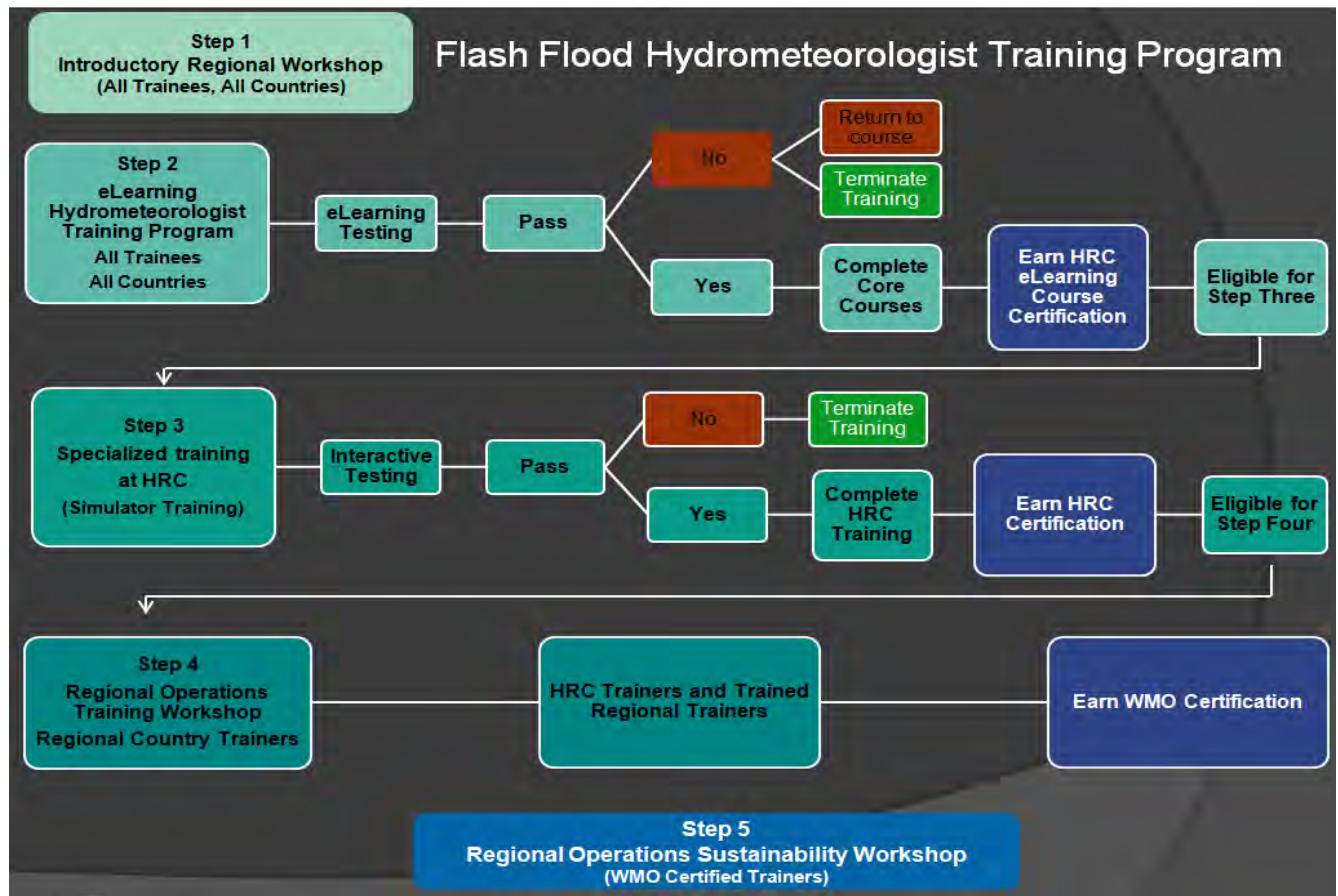 Step 1
Introductory Regional Workshop
(All Trainees, All Countries)
Flash Flood Hydrometeorologist Training Program
Step 2
eLearning
Hydrometeorologist
Training Program
All Trainees
All Countries
eLearning
Testing
Pass
No
Return to
course
Terminate
Training
Yes
Complete
Core
Courses
Earn HRC
eLearning
Course
Certification
Eligible for
Step Three
Step 3
Specialized training
at HRC
(Simulator Training)
Interactive
Testing
Pass
No
Terminate
Training
Yes
Complete
HRC
Training
Earn HRC
Certification
Eligible for
Step Four
Step 4
Regional Operations
Training Workshop
Regional Country Trainers
HRC Trainers and Trained
Regional Trainers
Earn WMO Certification
Step 5
Regional Operations Sustainability Workshop
(WMO Certified Trainers)